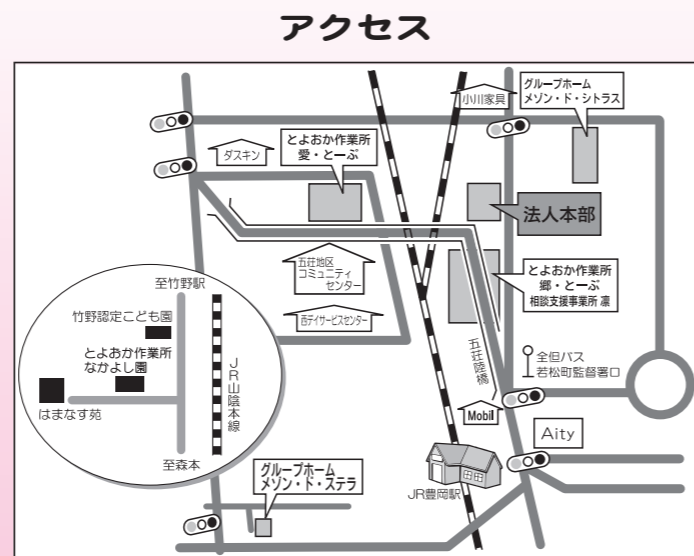 アクセス
小川家具
グループホーム
メゾン・ド・シトラス
ダスキン
とよおか作業所
愛・とーぷ
法人本部
五荘地区
コミュニティ
センター
西デイサービスセンター
とよおか作業所
郷・とーぷ
相談支援事業所 凛
五荘陸橋
全但バス
若松町監督署口
Mobil
Aity
JR豊岡駅
至竹野駅
竹野認定こども園
とよおか作業所
なかよし園
はまなす苑
JR山陰本線
至森本
グループホーム
メゾン・ド・ステラ